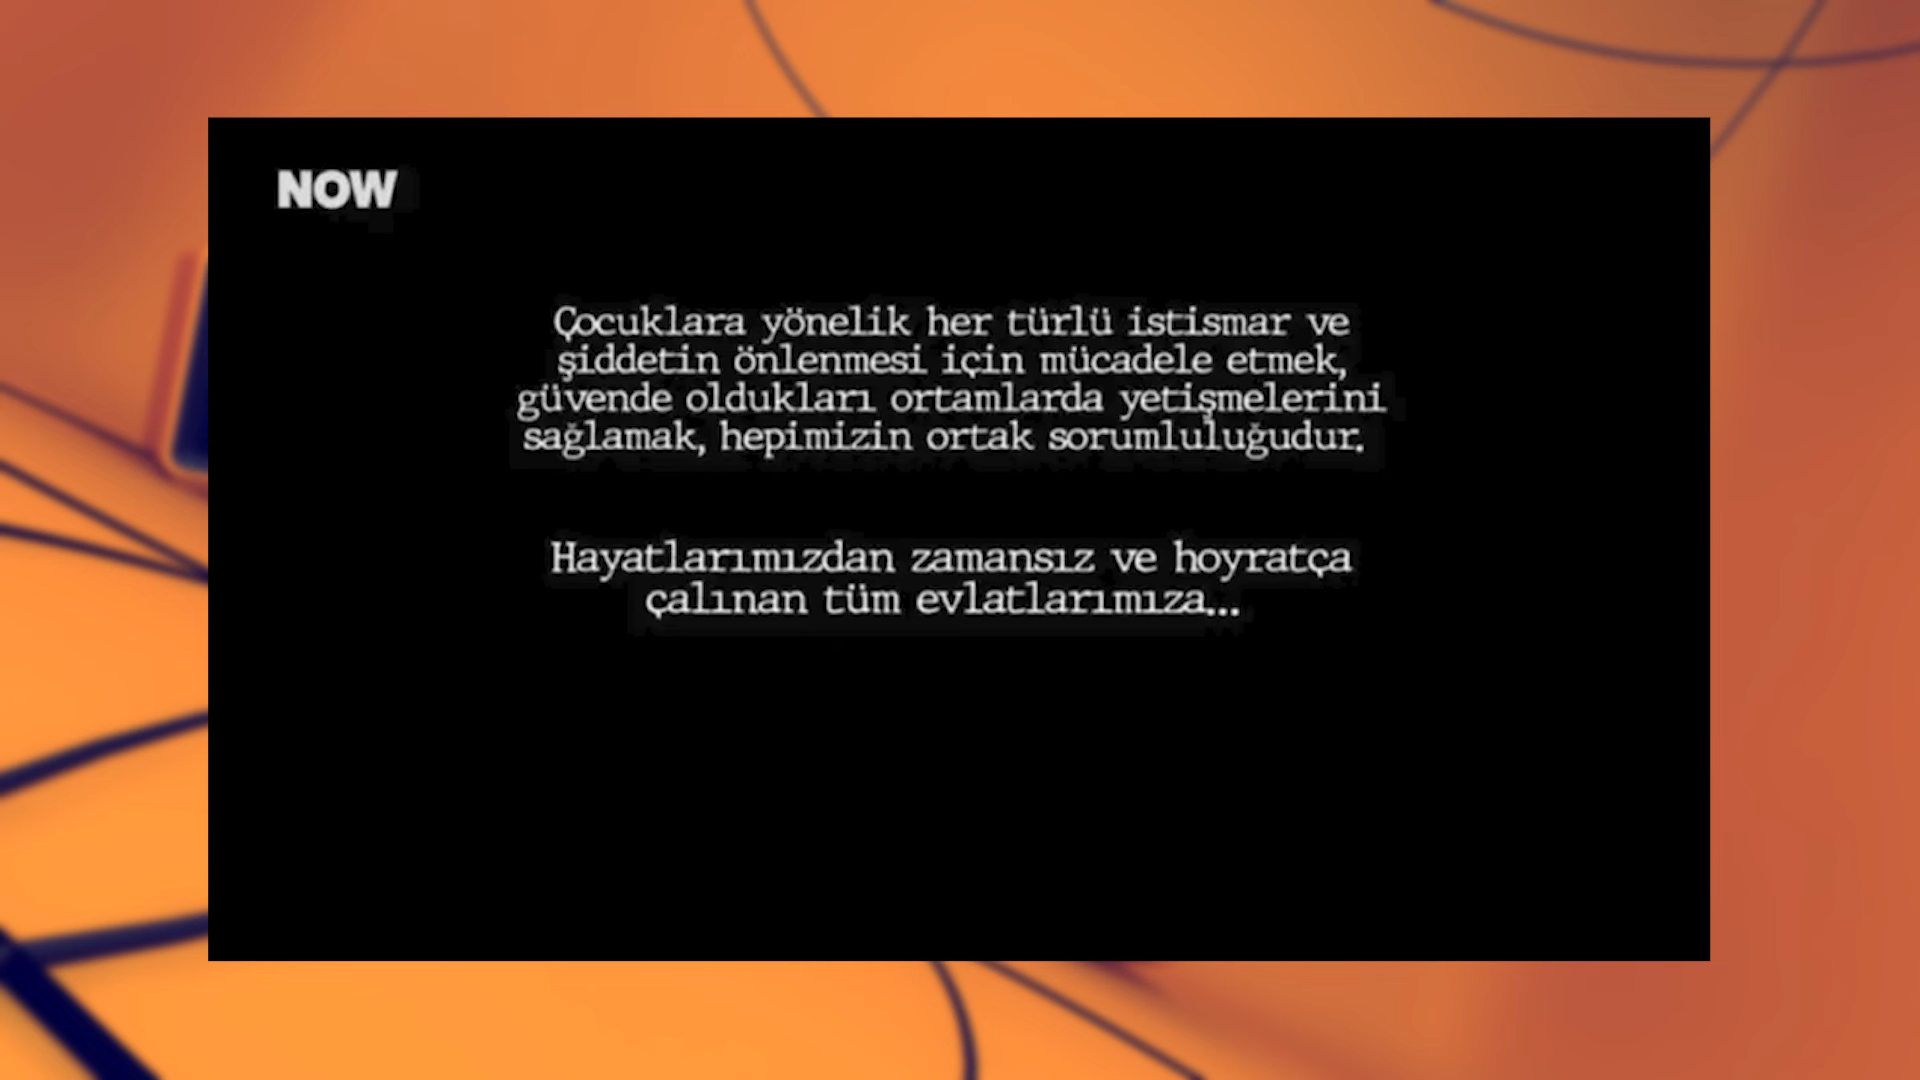 NOW
Çocuklara yönelik her türlü istismar ve
şiddetin önlenmesi için mücadele etmek,
güvende oldukları ortamlarda yetişmelerini
sağlamak, hepimizin ortak sorumluluğudur.
Hayatlarımızdan zamansız ve hoyratça
çalınan tüm evlatlarımıza...